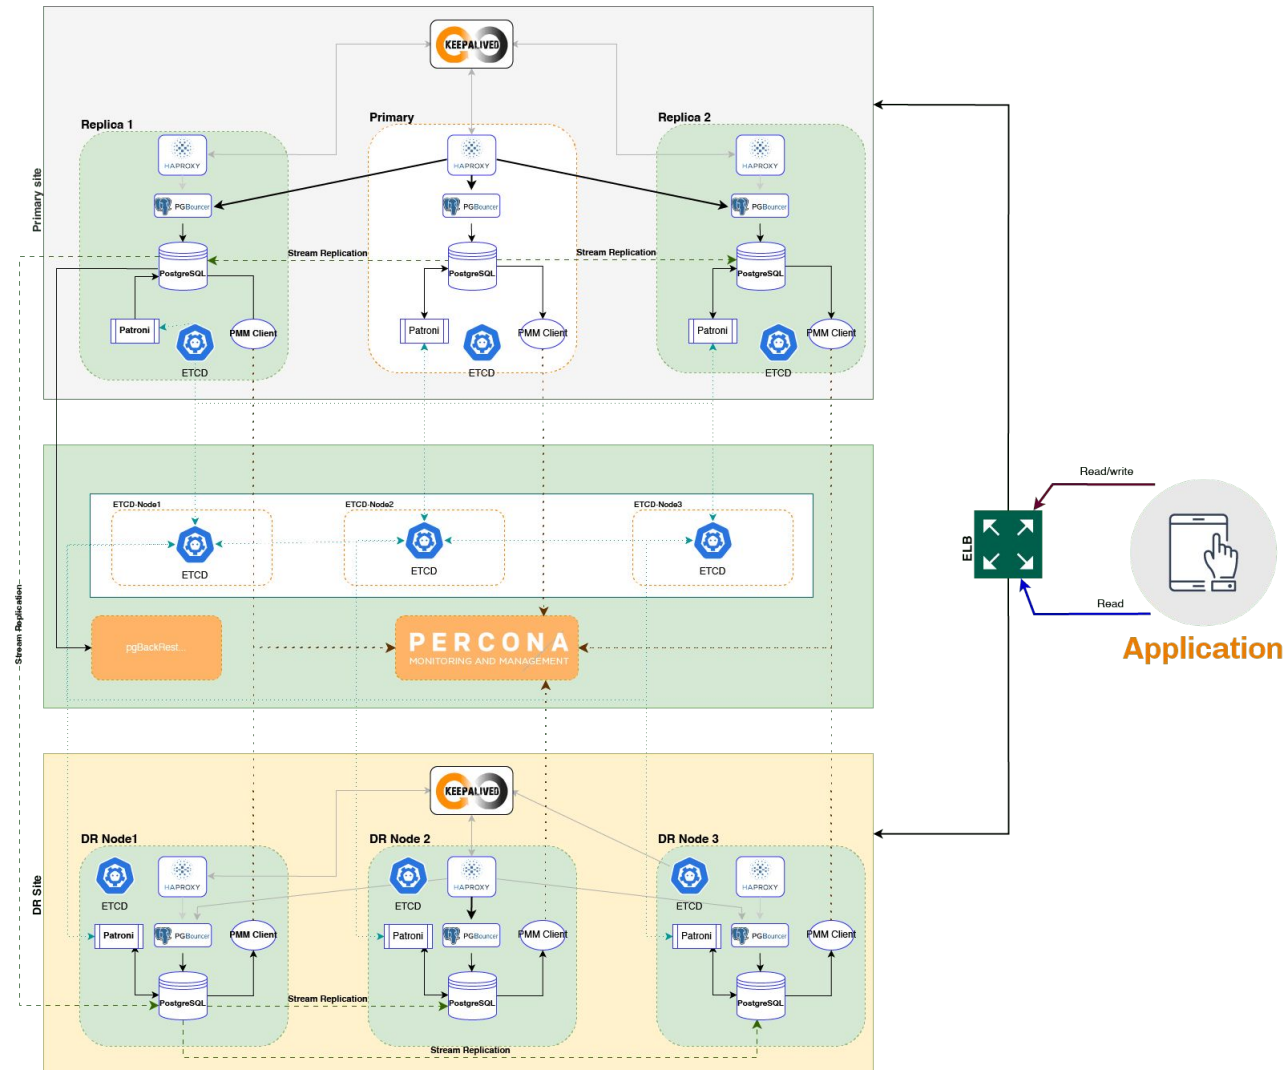 KEEPALIVED
Primary site
Replica 1
Primary
Replica 2
HAPROXY
HAPROXY
HAPROXY
PGBouncer
PGBouncer
PGBouncer
Stream Replication
Stream Replication
PostgreSQL
PostgreSQL
PostgreSQL
Patroni
PMM Client
Patroni
PMM Client
Patroni
PMM Client
ETCD
ETCD
ETCD
ETCD-Node1
ETCD-Node2
ETCD-Node3
ETCD
ETCD
ETCD
Stream Replication
pgBackRest...
PERCONA
MONITORING AND MANAGEMENT
Read/write
ELB
Read
Application
DR Site
KEEPALIVED
DR Node1
DR Node 2
DR Node 3
HAPROXY
HAPROXY
HAPROXY
ETCD
ETCD
ETCD
Patroni
PGBouncer
PMM Client
Patroni
PGBouncer
PMM Client
Patroni
PGBouncer
PMM Client
PostgreSQL
Stream Replication
PostgreSQL
PostgreSQL
Stream Replication